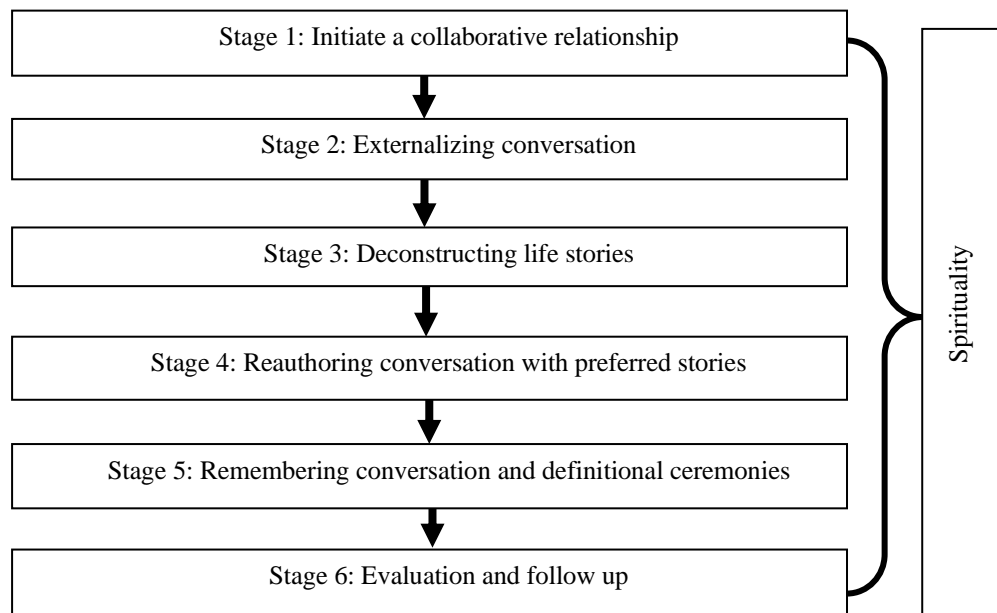 Stage 1: Initiate a collaborative relationship
Stage 2: Externalizing conversation
Stage 3: Deconstructing life stories
Stage 4: Reauthoring conversation with preferred stories
Stage 5: Remembering conversation and definitional ceremonies
Stage 6: Evaluation and follow up
Spirituality